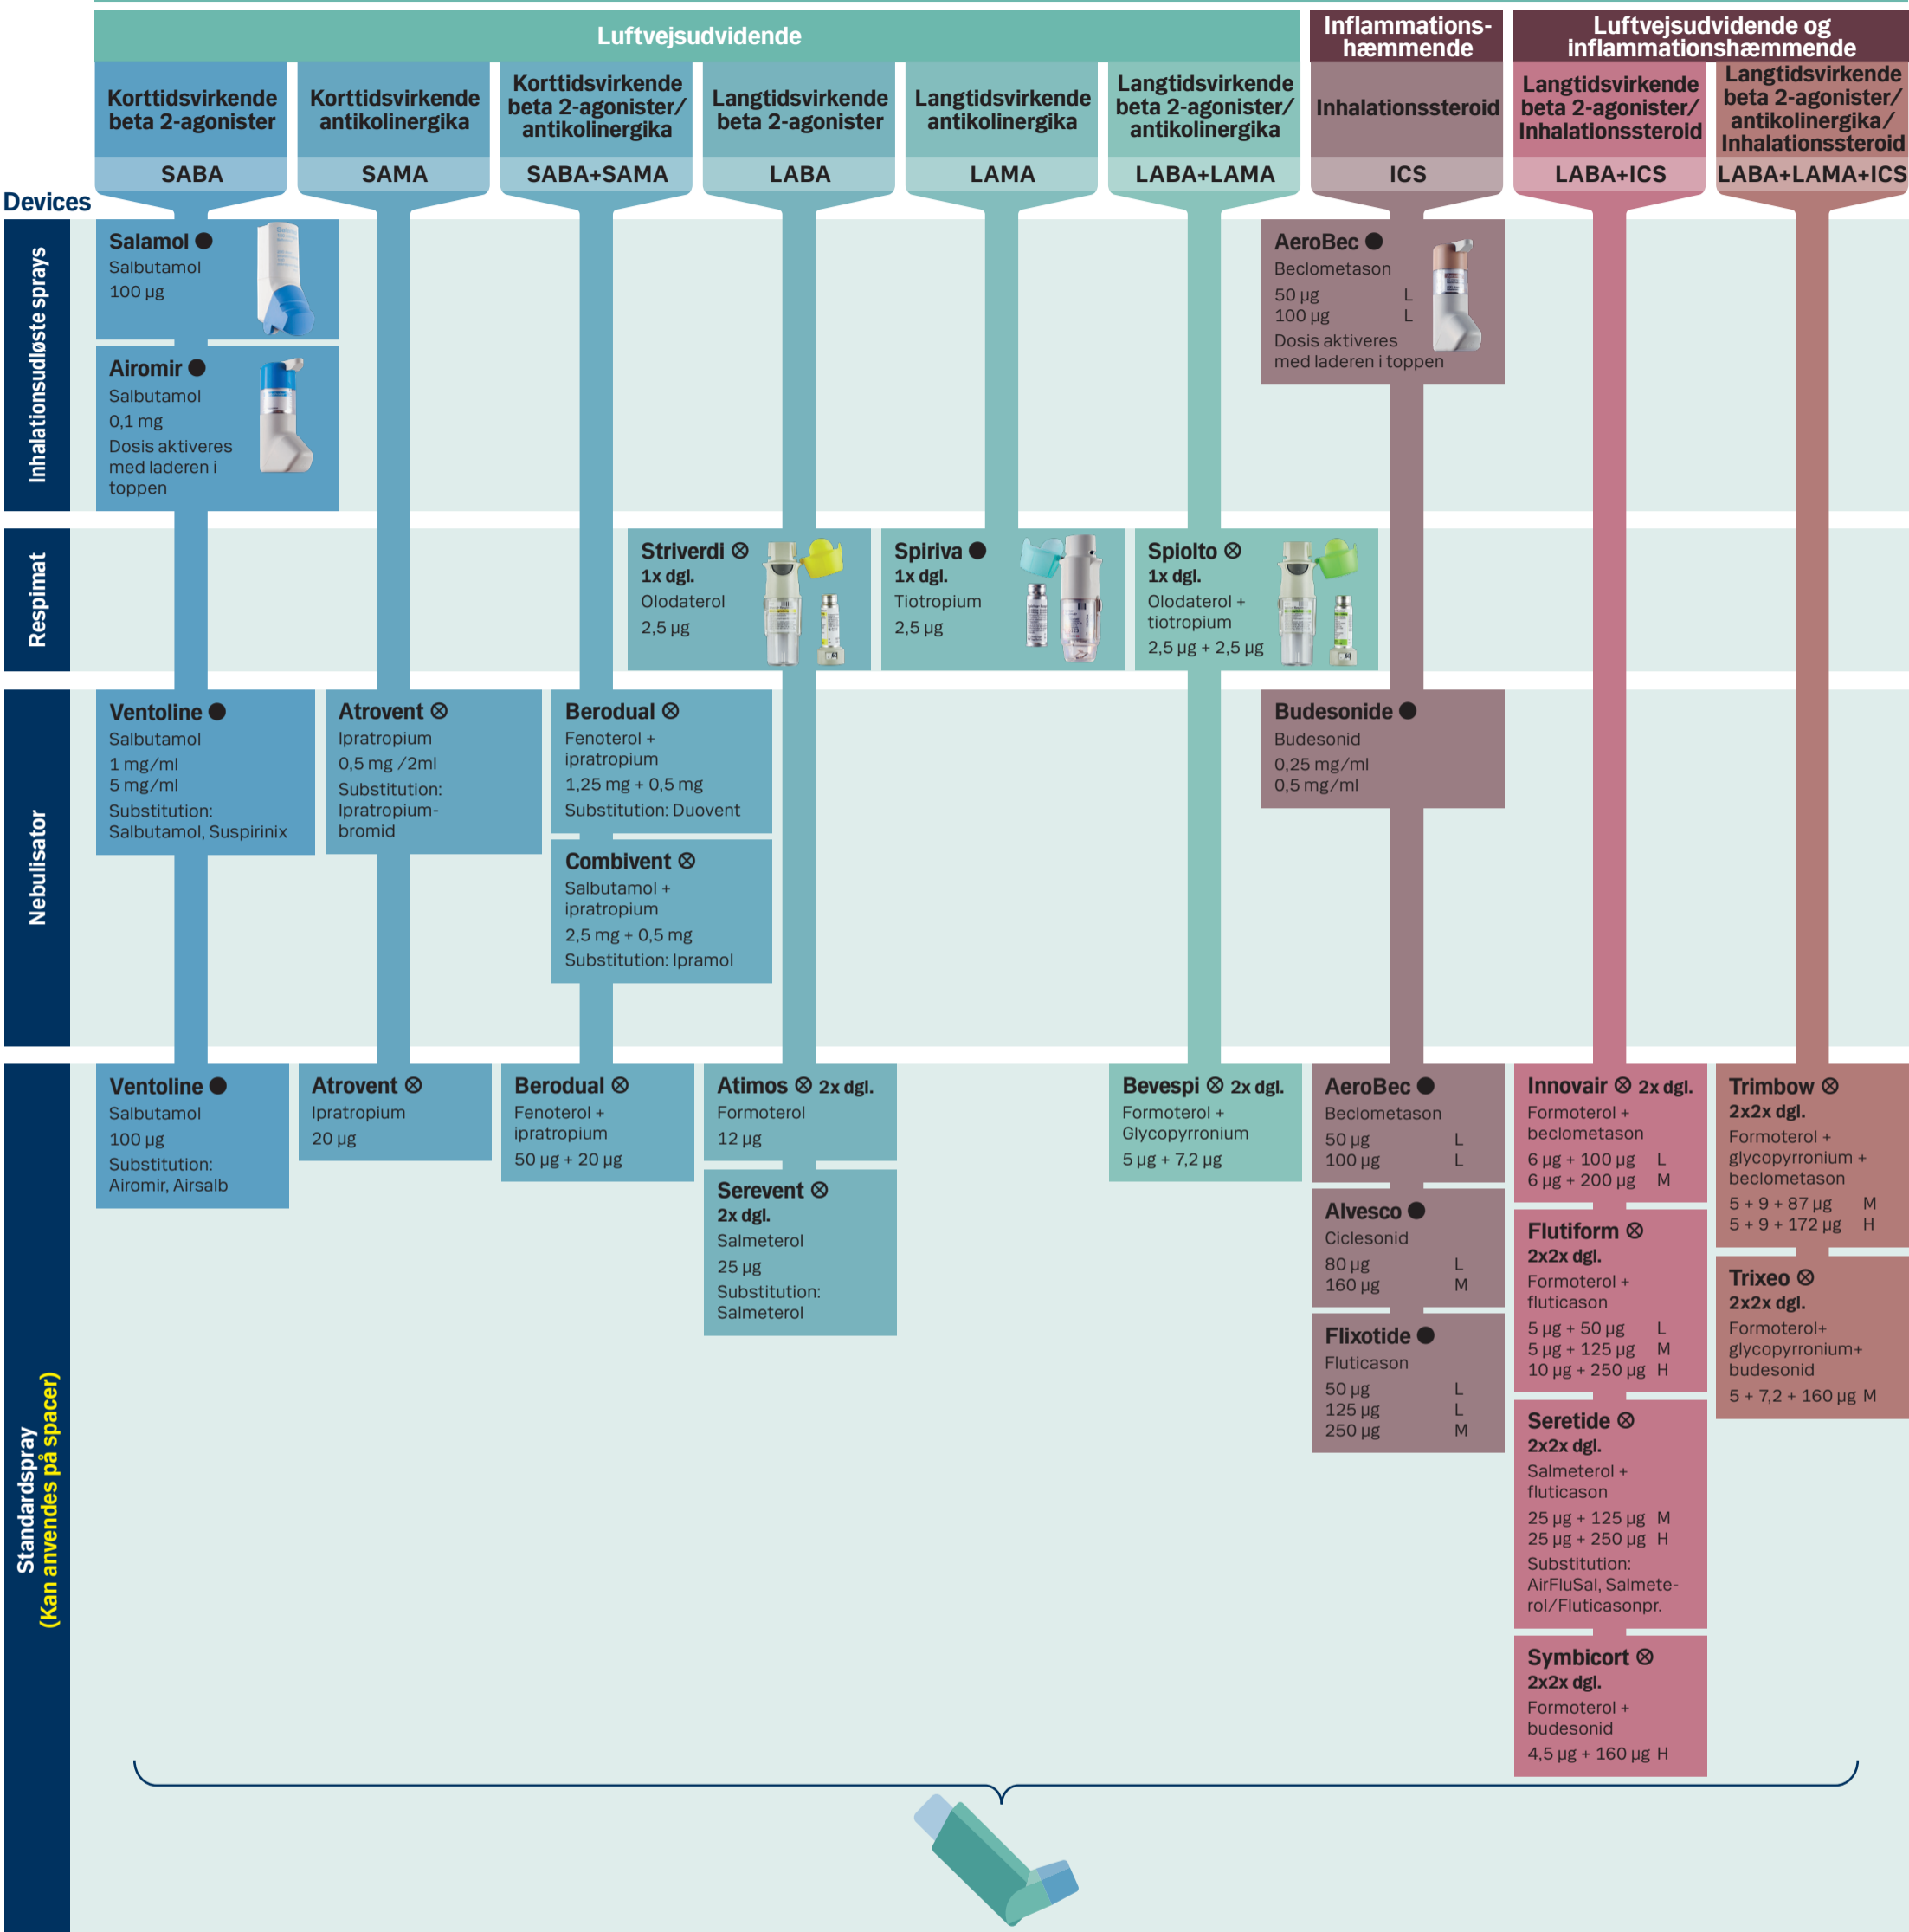 Luftvejsudvidende
Inflammations-
hæmmende
Luftvejsudvidende og
inflammationshæmmende
Korttidsvirkende
beta 2-agonister
SABA
Korttidsvirkende
antikolinergika
SAMA
Korttidsvirkende
beta 2-agonister/
antikolinergika
SABA+SAMA
Langtidsvirkende
beta 2-agonister
LABA
Langtidsvirkende
antikolinergika
LAMA
Langtidsvirkende
beta 2-agonister/
antikolinergika
LABA+LAMA
Inhalationssteroid
ICS
Langtidsvirkende
beta 2-agonister/
Inhalationssteroid
LABA+ICS
Langtidsvirkende
beta 2-agonister/
antikolinergika/
Inhalationssteroid
LABA+LAMA+ICS
Devices
Inhalationsudløste sprays
Salamol ●
Salbutamol
100 µg
Airomir ●
Salbutamol
0,1 mg
Dosis aktiveres
med laderen i
toppen
AeroBec ●
Beclometason
50 µg L
100 µg L
Dosis aktiveres
med laderen i toppen
Respimat
Striverdi ⊗
1x dgl.
Olodaterol
2,5 µg
Spiriva ●
1x dgl.
Tiotropium
2,5 µg
Spiolto ⊗
1x dgl.
Olodaterol +
tiotropium
2,5 µg + 2,5 µg
Nebulisator
Ventoline ●
Salbutamol
1 mg/ml
5 mg/ml
Substitution:
Salbutamol, Suspirinix
Atrovent ⊗
Ipratropium
0,5 mg /2ml
Substitution:
Ipratropium-
bromid
Berodual ⊗
Fenoterol +
ipratropium
1,25 mg + 0,5 mg
Substitution: Duovent
Combivent ⊗
Salbutamol +
ipratropium
2,5 mg + 0,5 mg
Substitution: Ipramol
Budesonide ●
Budesonid
0,25 mg/ml
0,5 mg/ml
Standardspray
(Kan anvendes på spacer)
Ventoline ●
Salbutamol
100 µg
Substitution:
Airomir, Airsalb
Atrovent ⊗
Ipratropium
20 µg
Berodual ⊗
Fenoterol +
ipratropium
50 µg + 20 µg
Atimos ⊗ 2x dgl.
Formoterol
12 µg
Serevent ⊗
2x dgl.
Salmeterol
25 µg
Substitution:
Salmeterol
Bevespi ⊗ 2x dgl.
Formoterol +
Glycopyrronium
5 µg + 7,2 µg
AeroBec ●
Beclometason
50 µg L
100 µg L
Alvesco ●
Ciclesonid
80 µg L
160 µg M
Flixotide ●
Fluticason
50 µg L
125 µg L
250 µg M
Innovair ⊗ 2x dgl.
Formoterol +
beclometason
6 µg + 100 µg L
6 µg + 200 µg M
Flutiform ⊗
2x2x dgl.
Formoterol +
fluticason
5 µg + 50 µg L
5 µg + 125 µg M
10 µg + 250 µg H
Seretide ⊗
2x2x dgl.
Salmeterol +
fluticason
25 µg + 125 µg M
25 µg + 250 µg H
Substitution:
AirFluSal, Salmete-
rol/Fluticasonpr.
Symbicort ⊗
2x2x dgl.
Formoterol +
budesonid
4,5 µg + 160 µg H
Trimbow ⊗
2x2x dgl.
Formoterol +
glycopyrronium +
beclometason
5 + 9 + 87 µg M
5 + 9 + 172 µg H
Trixeo ⊗
2x2x dgl.
Formoterol+
glycopyrronium+
budesonid
5 + 7,2 + 160 µg M